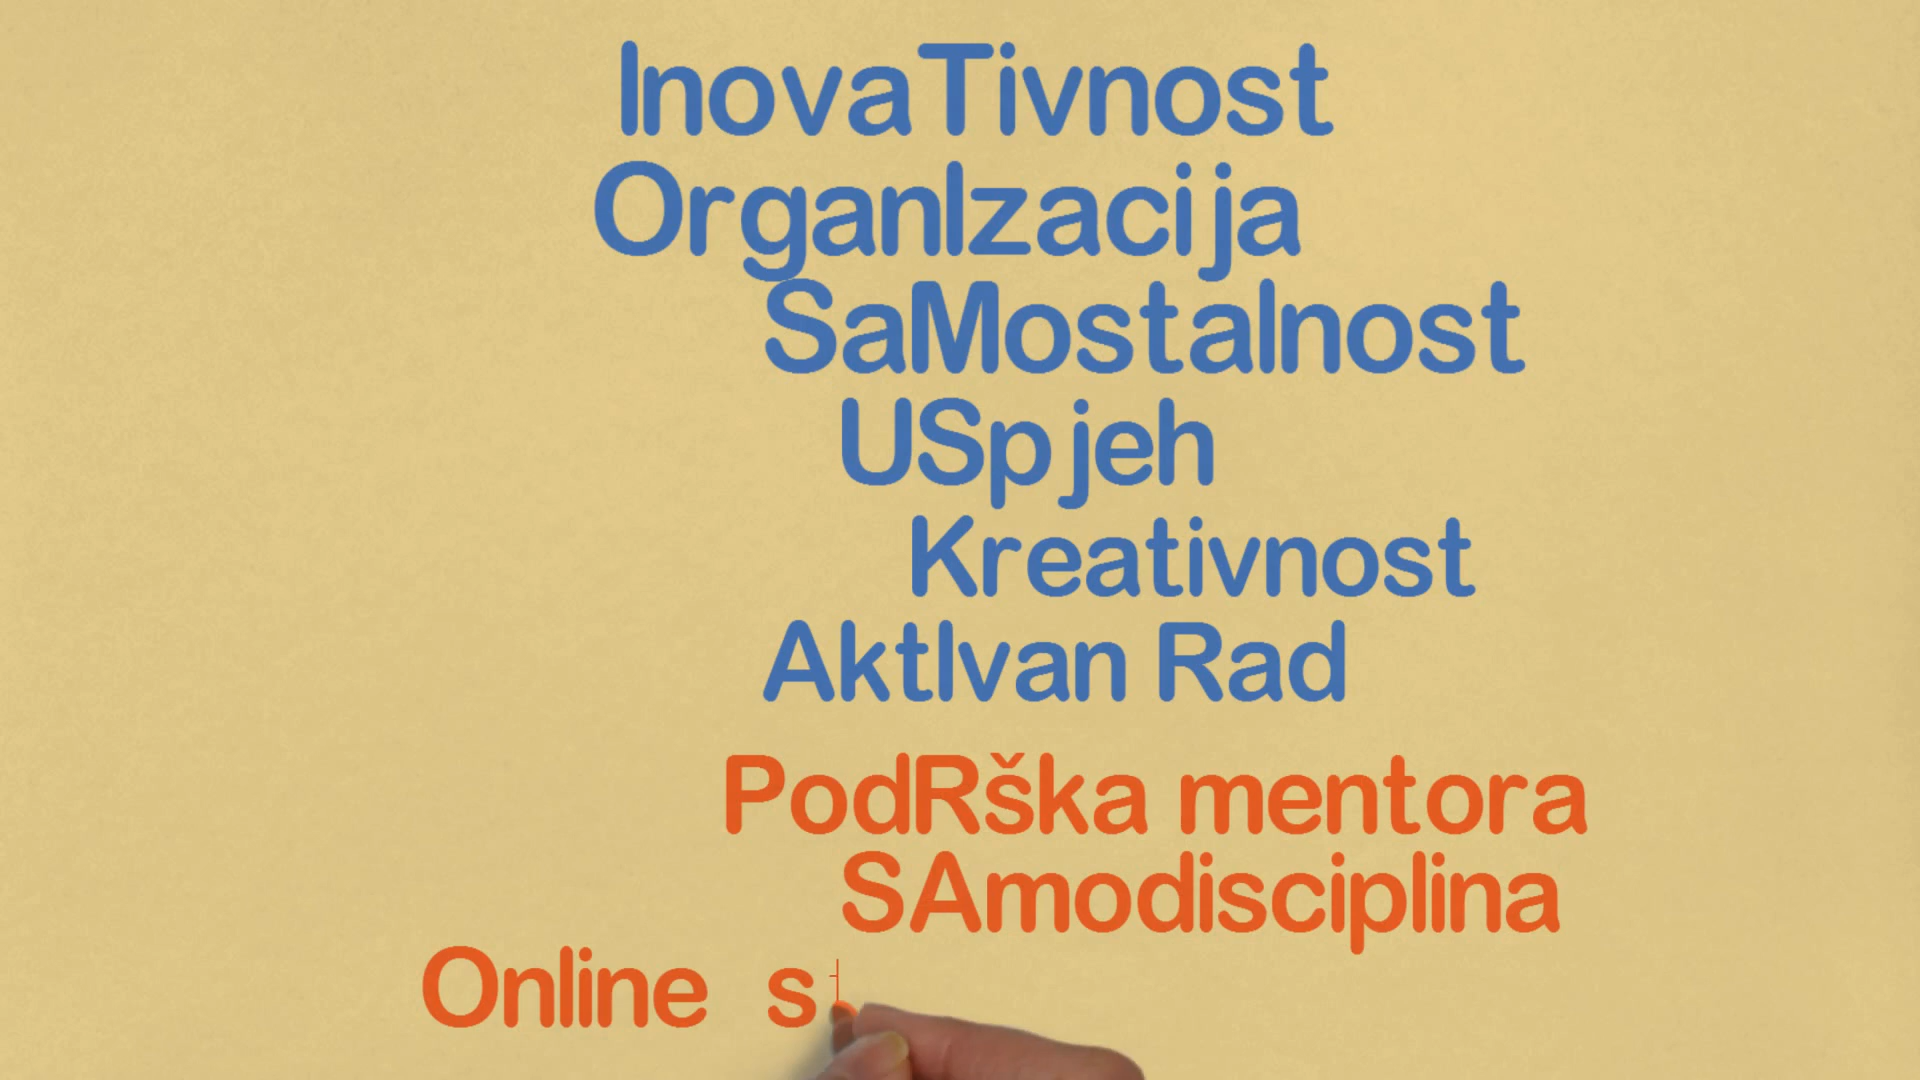 InovaTivnost
OrganIzacija
SaMostalnost
USpjeh
Kreativnost
AktIvan Rad
PodRška mentora
SAmodisciplina
Online s